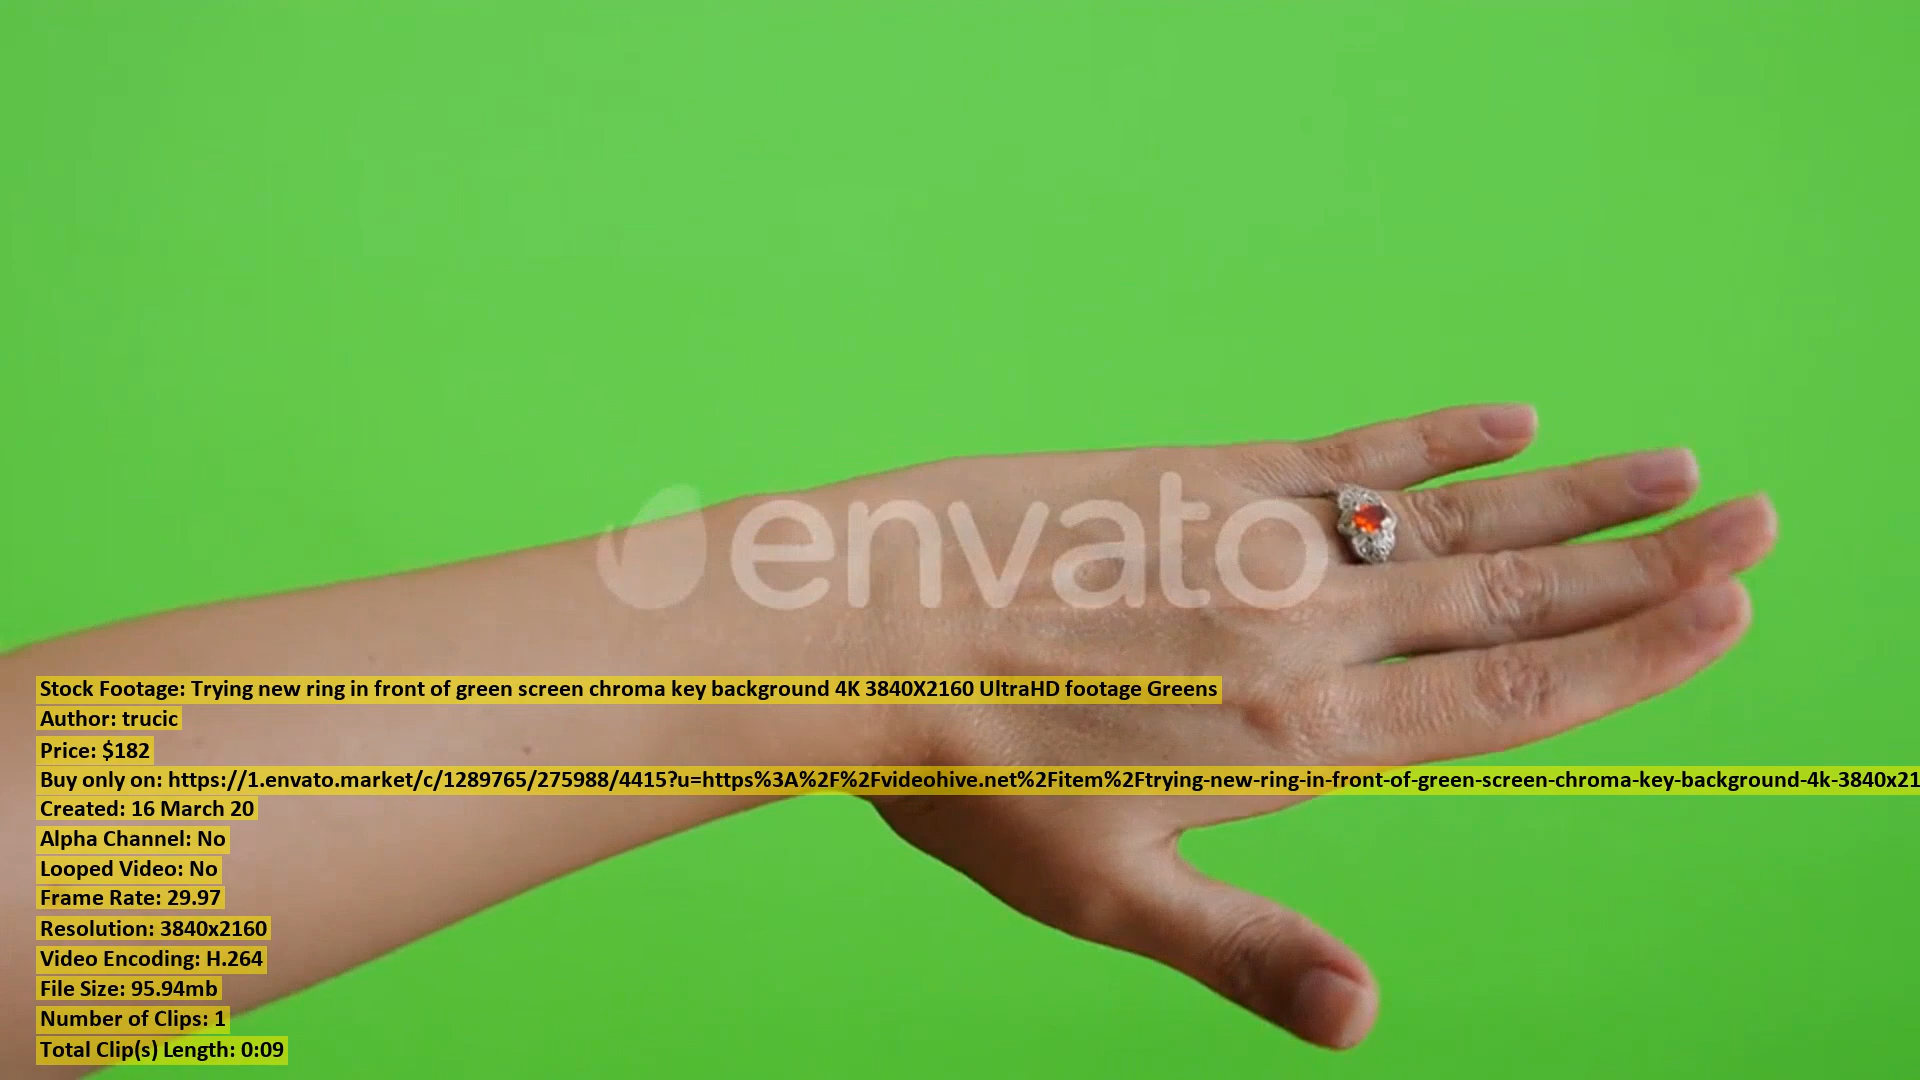 envato
Stock Footage: Trying new ring in front of green screen chroma key background 4K 3840X2160 UltraHD footage Greens
Author: trucic
Price: $182
Buy only on: https://1.envato.market/c/1289765/275988/4415?u=https%3A%2F%2Fvideohive.net%2Fitem%2Ftrying-new-ring-in-front-of-green-screen-chroma-key-background-4k-3840x21
Created: 16 March 20
Alpha Channel: No
Looped Video: No
Frame Rate: 29.97
Resolution: 3840x2160
Video Encoding: H.264
File Size: 95.94mb
Number of Clips: 1
Total Clip(s) Length: 0:09